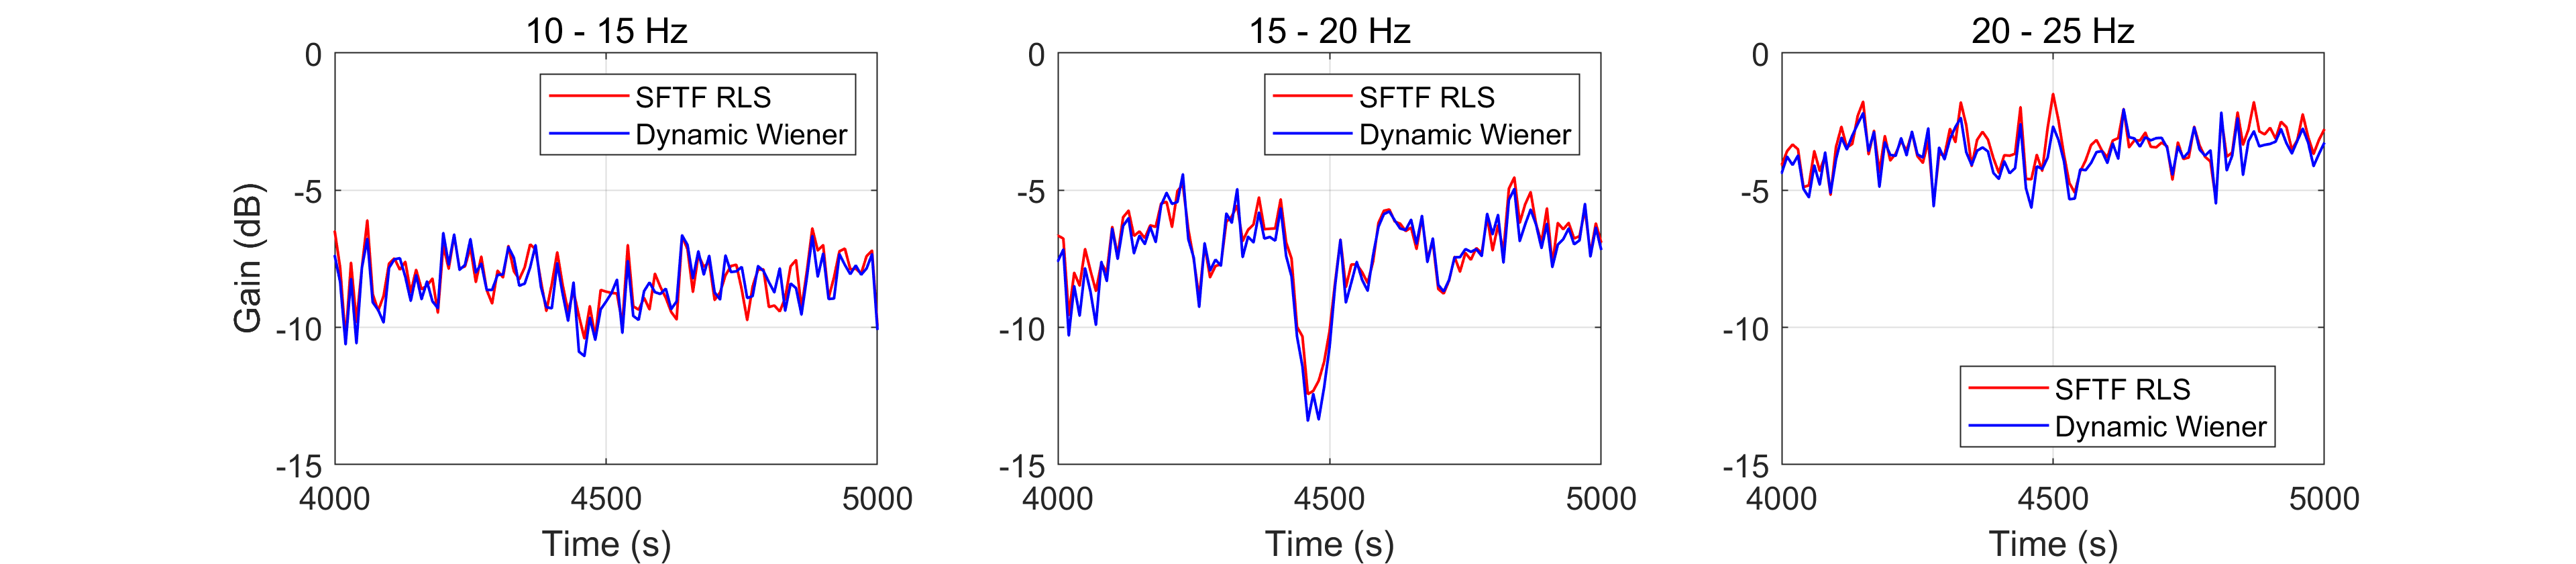 10 - 15 Hz
0
-5
-10
-15
Gain (dB)
SFTF RLS
Dynamic Wiener
4000 4500 5000
Time (s)
15 - 20 Hz
0
-5
-10
-15
SFTF RLS
Dynamic Wiener
4000 4500 5000
Time (s)
20 - 25 Hz
0
-5
-10
-15
SFTF RLS
Dynamic Wiener
4000 4500 5000
Time (s)